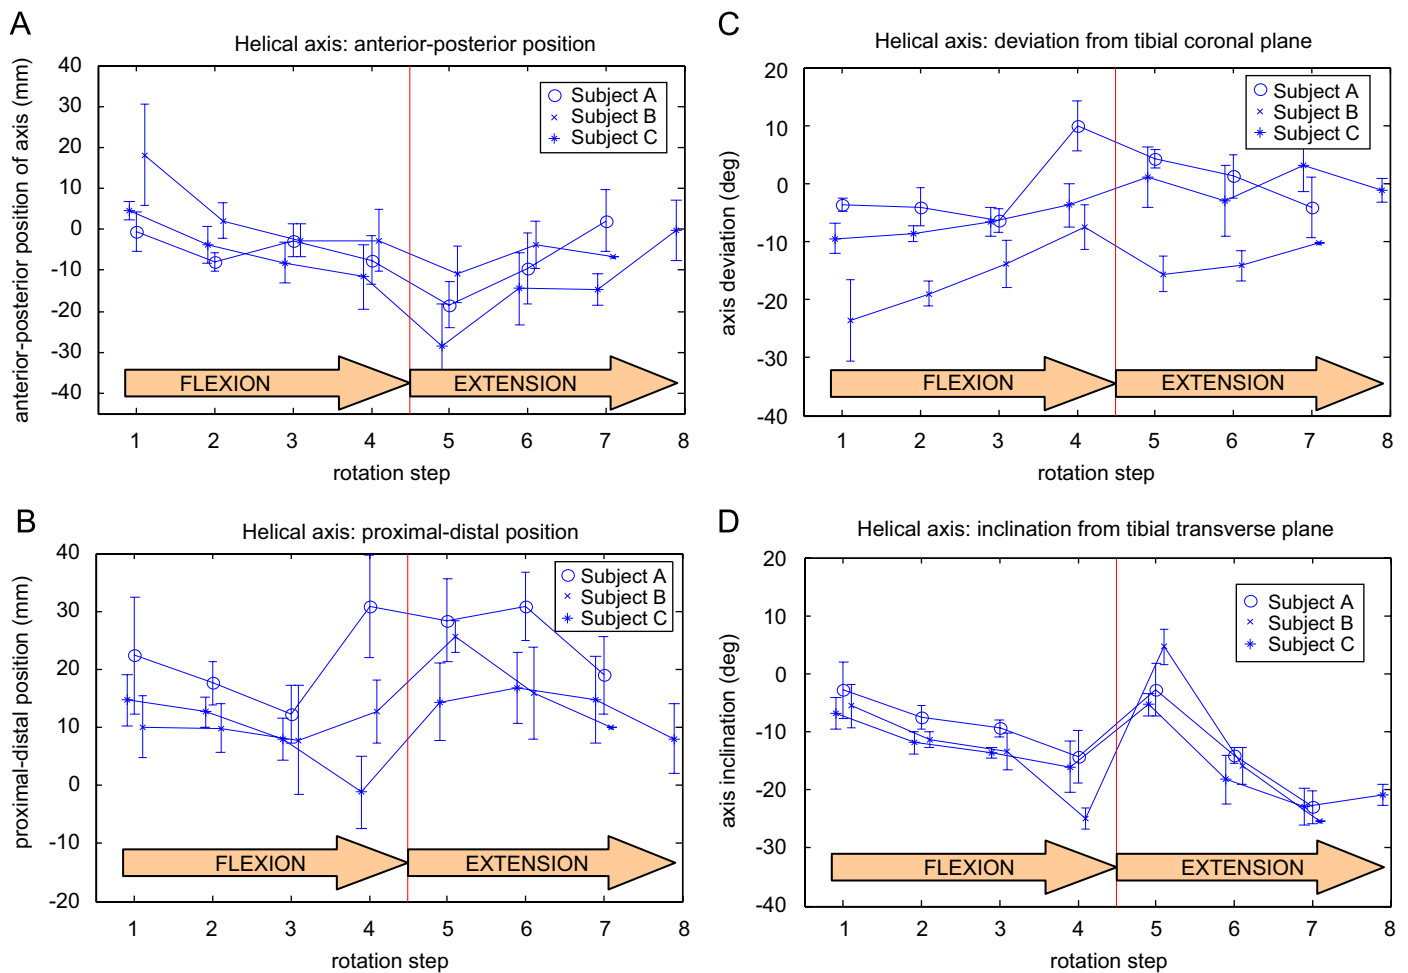 A
Helical axis: anterior-posterior position
anterior-posterior position of axis (mm)
40
30
20
10
0
-10
-20
-30
-40
Subject A
Subject B
Subject C
FLEXION
EXTENSION
1 2 3 4 5 6 7 8
rotation step
B
Helical axis: proximal-distal position
proximal-distal position (mm)
40
30
20
10
0
-10
-20
Subject A
Subject B
Subject C
FLEXION
EXTENSION
1 2 3 4 5 6 7 8
rotation step
C
Helical axis: deviation from tibial coronal plane
axis deviation (deg)
20
10
0
-10
-20
-30
-40
Subject A
Subject B
Subject C
FLEXION
EXTENSION
1 2 3 4 5 6 7 8
rotation step
D
Helical axis: inclination from tibial transverse plane
axis inclination (deg)
20
10
0
-10
-20
-30
-40
Subject A
Subject B
Subject C
FLEXION
EXTENSION
1 2 3 4 5 6 7 8
rotation step